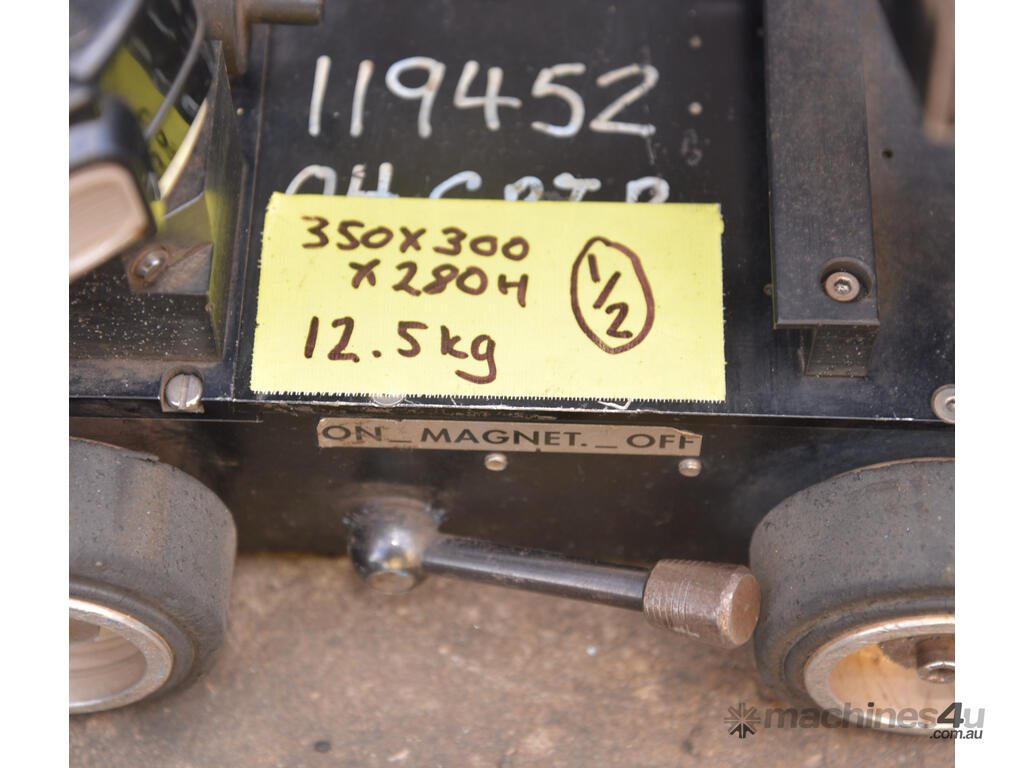 119452
350x300
x280H
1/2
12.5kg
ON_MAGNET._OFF
machines4u
.com.au